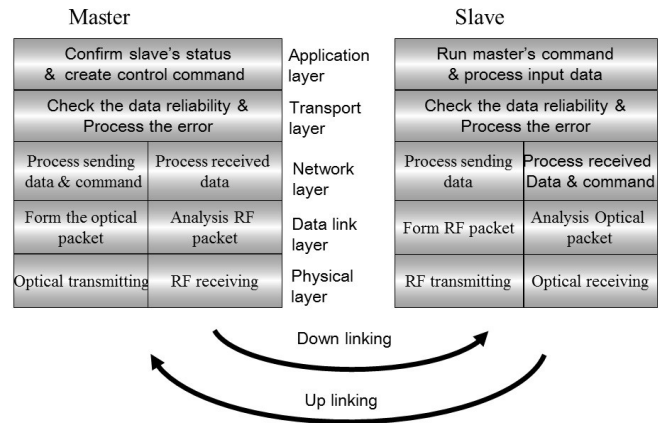 Master
Slave
Confirm slave's status
& create control command
Application
layer
Run master's command
& process input data
Check the data reliability &
Process the error
Transport
layer
Check the data reliability &
Process the error
Process sending
data & command
Process received
data
Network
layer
Process sending
data
Process received
Data & command
Form the optical
packet
Analysis RF
packet
Data link
layer
Form RF packet
Analysis Optical
packet
Optical transmitting
RF receiving
Physical
layer
RF transmitting
Optical receiving
Down linking
Up linking